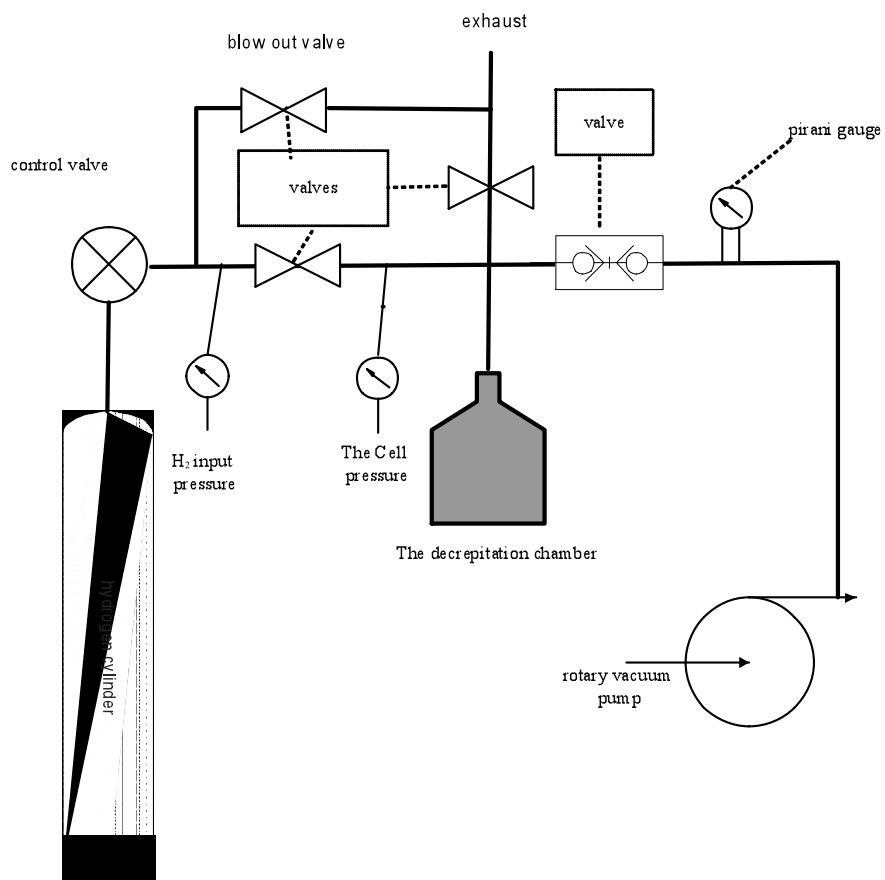 exhaust
blow out valve
valve
pirani gauge
control valve
valves
H₂ input
pressure
The Cell
pressure
The decrepitation chamber
hydrogen cylinder
rotary vacuum
pump